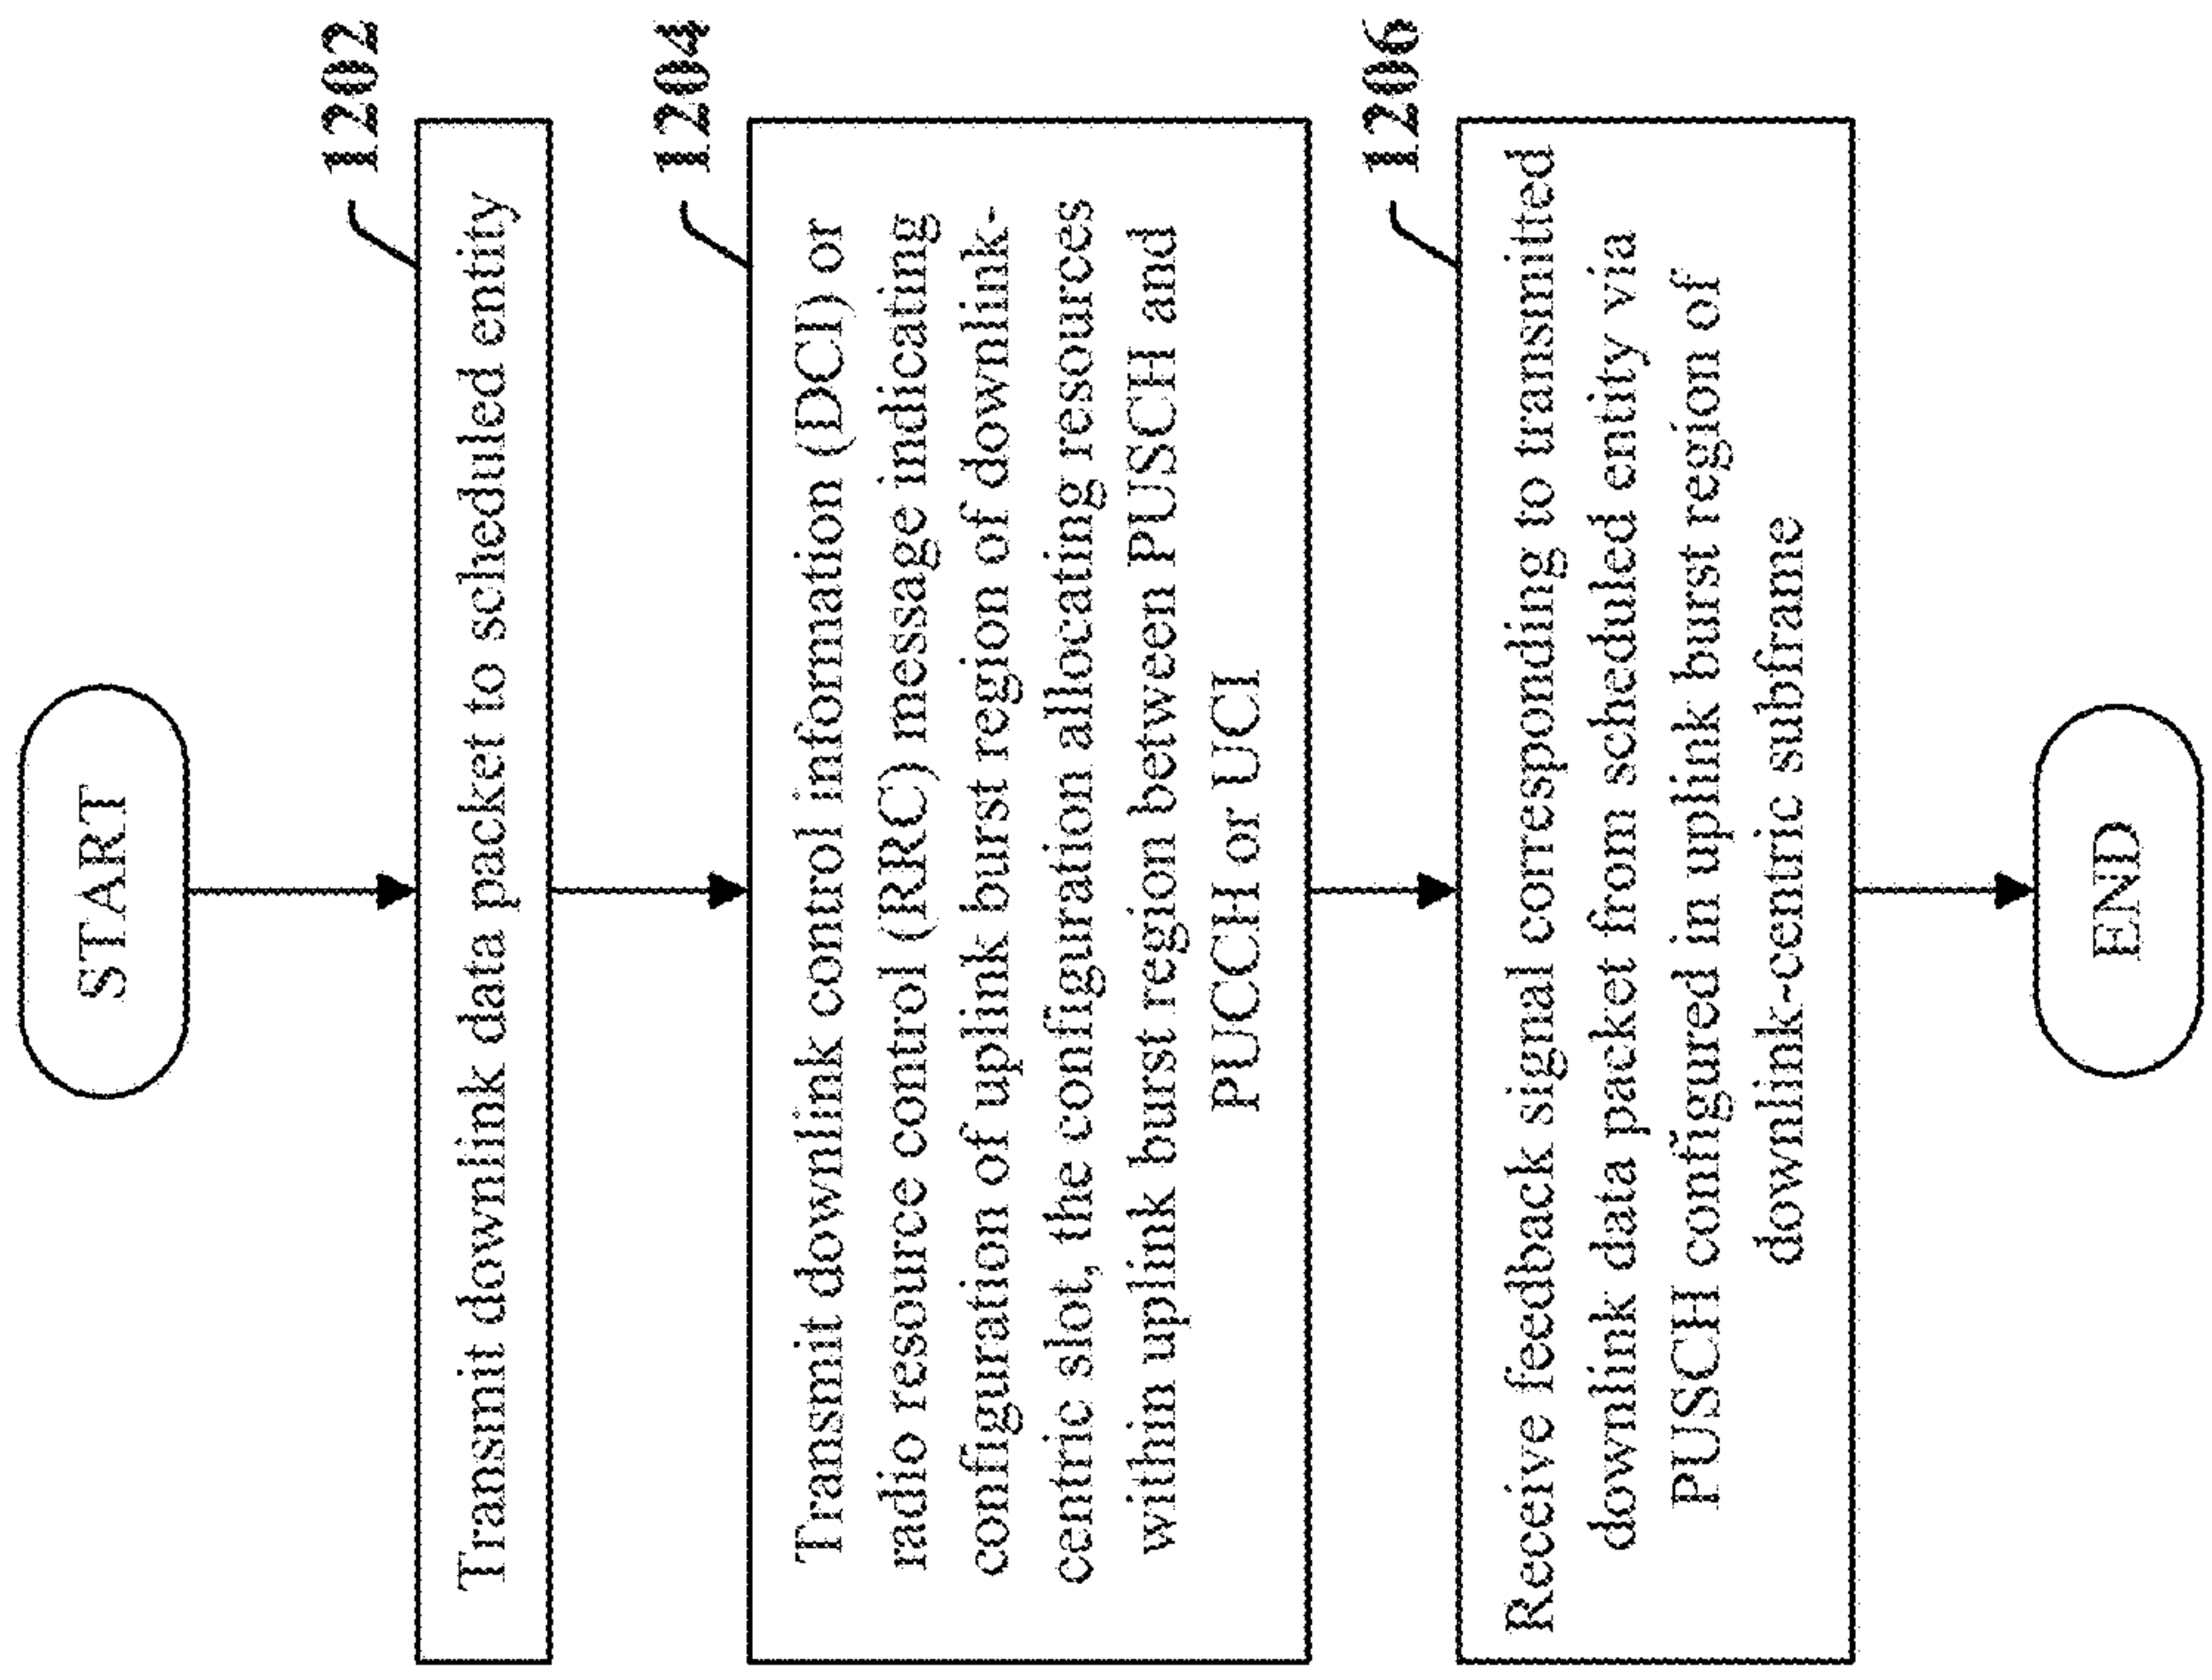 START
1202
Transmit downlink data packet to scheduled entity
1204
Transmit downlink control information (DCI) or
radio resource control (RRC) message indicating
configuration of uplink burst region of downlink-
centric slot, the configuration allocating resources
within uplink burst region between PUSCH and
PUCCH or UCI
1206
Receive feedback signal corresponding to transmitted
downlink data packet from scheduled entity via
PUSCH configured in uplink burst region of
downlink-centric subframe
END